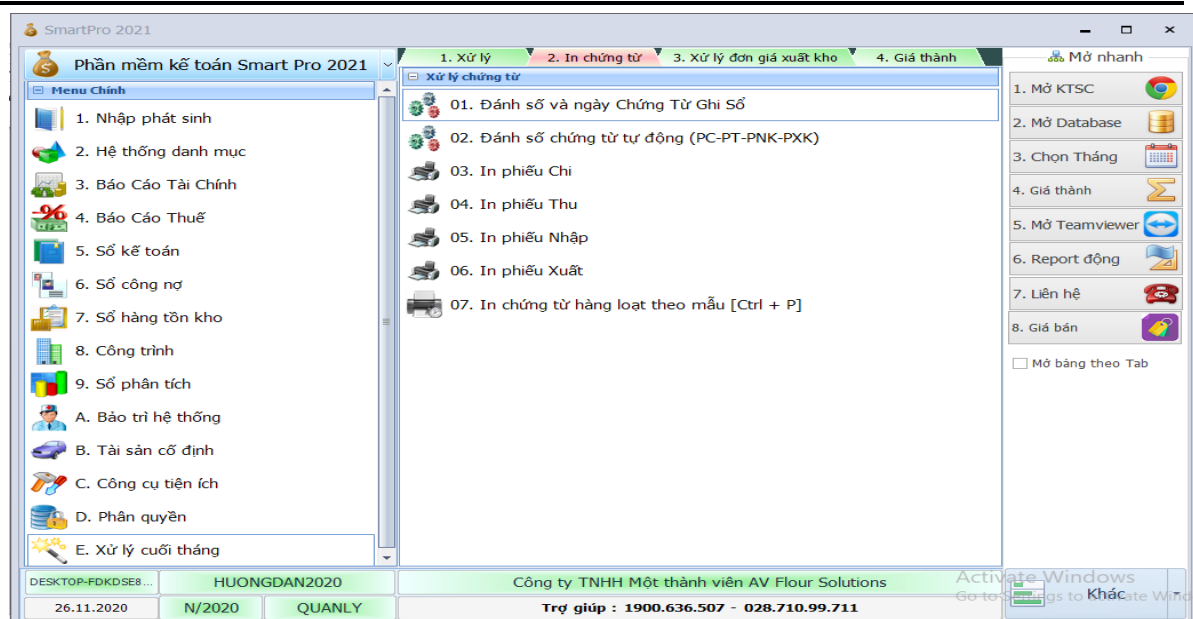 SmartPro 2021
Phần mềm kế toán Smart Pro 2021
Menu Chính
1. Nhập phát sinh
2. Hệ thống danh mục
3. Báo Cáo Tài Chính
4. Báo Cáo Thuế
5. Sổ kế toán
6. Sổ công nợ
7. Sổ hàng tồn kho
8. Công trình
9. Sổ phân tích
A. Bảo trì hệ thống
B. Tài sản cố định
C. Công cụ tiện ích
D. Phân quyền
E. Xử lý cuối tháng
1. Xử lý
2. In chứng từ
3. Xử lý đơn giá xuất kho
4. Giá thành
Xử lý chứng từ
01. Đánh số và ngày Chứng Từ Ghi Sổ
02. Đánh số chứng từ tự động (PC-PT-PNK-PXK)
03. In phiếu Chi
04. In phiếu Thu
05. In phiếu Nhập
06. In phiếu Xuất
07. In chứng từ hàng loạt theo mẫu [Ctrl + P]
Mở nhanh
1. Mở KTSC
2. Mở Database
3. Chọn Tháng
4. Giá thành
5. Mở Teamviewer
6. Report động
7. Liên hệ
8. Giá bán
Mở bảng theo Tab
DESKTOP-FDKDSE8...
HUONGDAN2020
Công ty TNHH Một thành viên AV Flour Solutions
26.11.2020
N/2020
QUANLY
Trợ giúp : 1900.636.507 - 028.710.99.711
Activate Windows
Go to Settings to activate Wind
Khác